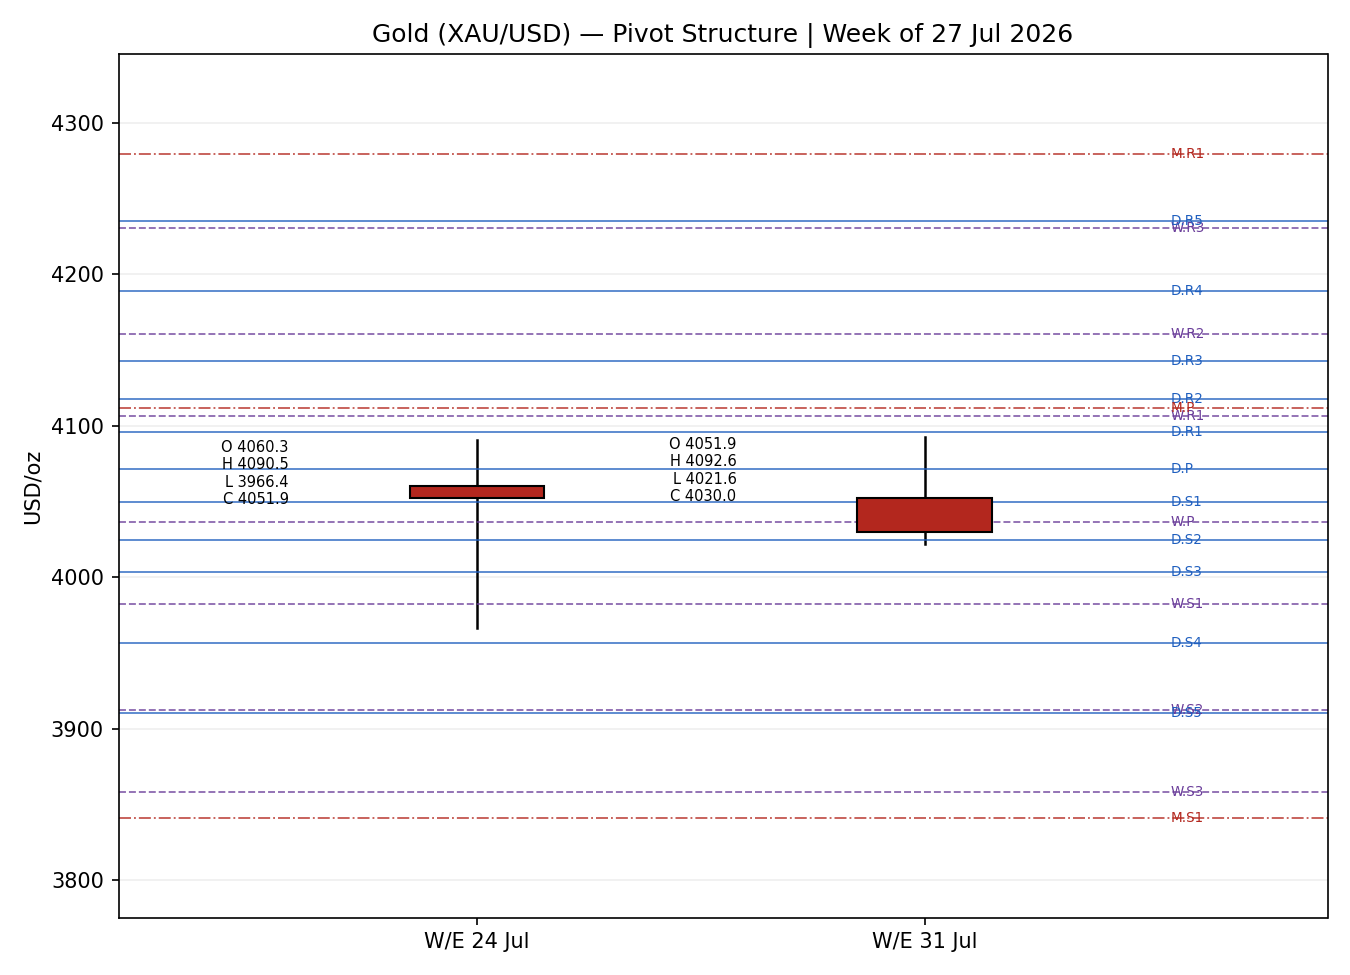 Gold (XAU/USD) — Pivot Structure | Week of 27 Jul 2026
USD/oz
4300
4200
4100
4000
3900
3800
O 4060.3
H 4090.5
L 3966.4
C 4051.9
O 4051.9
H 4092.6
L 4021.6
C 4030.0
M.R1
D.R5
W.R3
D.R4
W.R2
D.R3
D.R2
M.P
W.R1
D.R1
D.P
D.S1
W.P
D.S2
D.S3
W.S1
D.S4
W.S2
D.S5
W.S3
M.S1
W/E 24 Jul
W/E 31 Jul